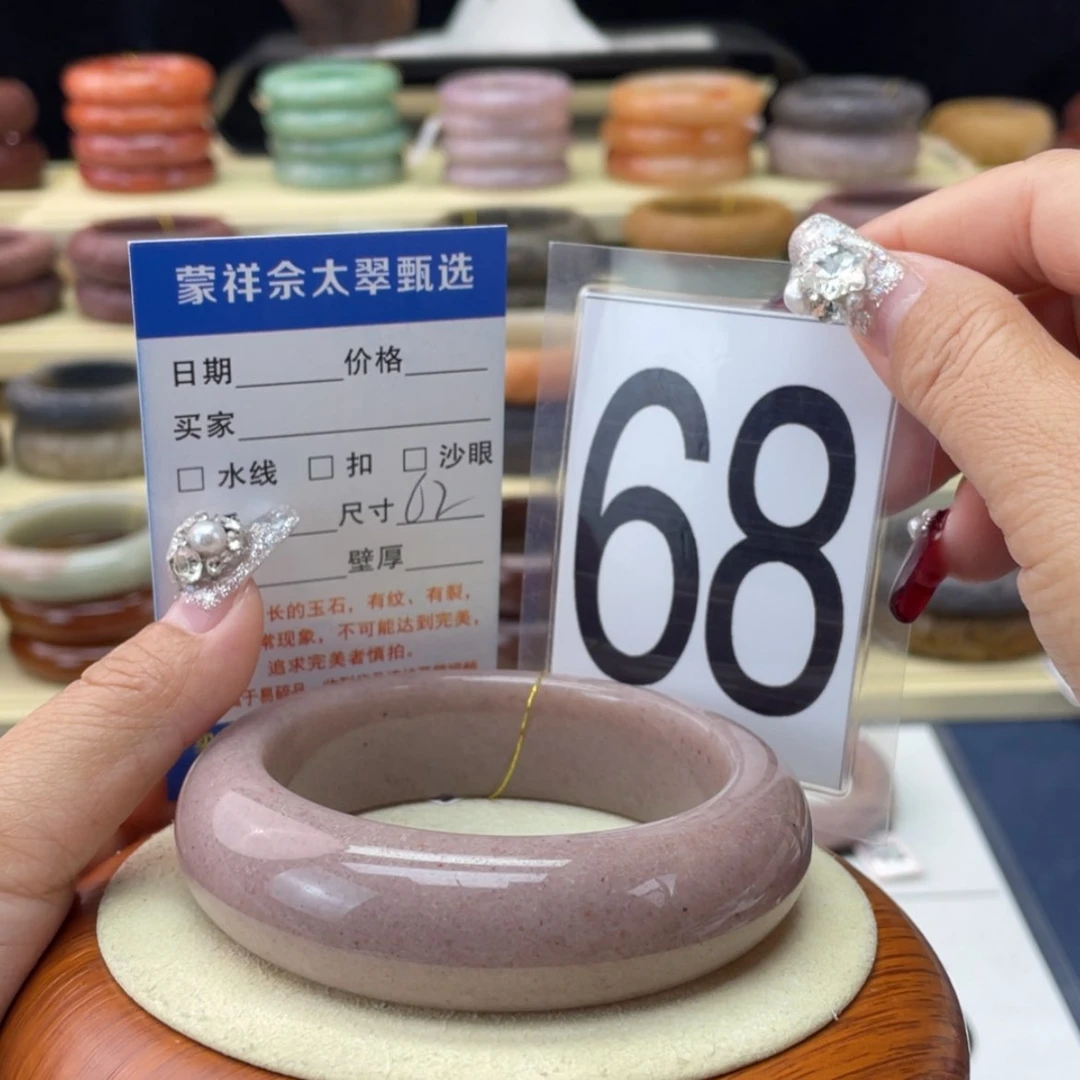 蒙祥佘太翠甄选
日期 价格
买家
□ 水线 □ 扣 □ 沙眼
尺寸 62
壁厚
长的玉石，有纹、有裂，
常现象，不可能达到完美，
追求完美者慎拍。
68